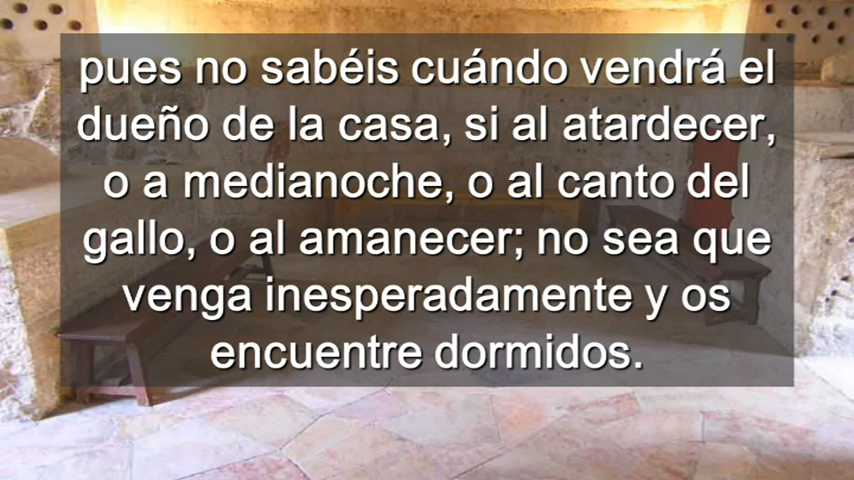 pues no sabéis cuándo vendrá el
dueño de la casa, si al atardecer,
o a medianoche, o al canto del
gallo, o al amanecer; no sea que
venga inesperadamente y os
encuentre dormidos.